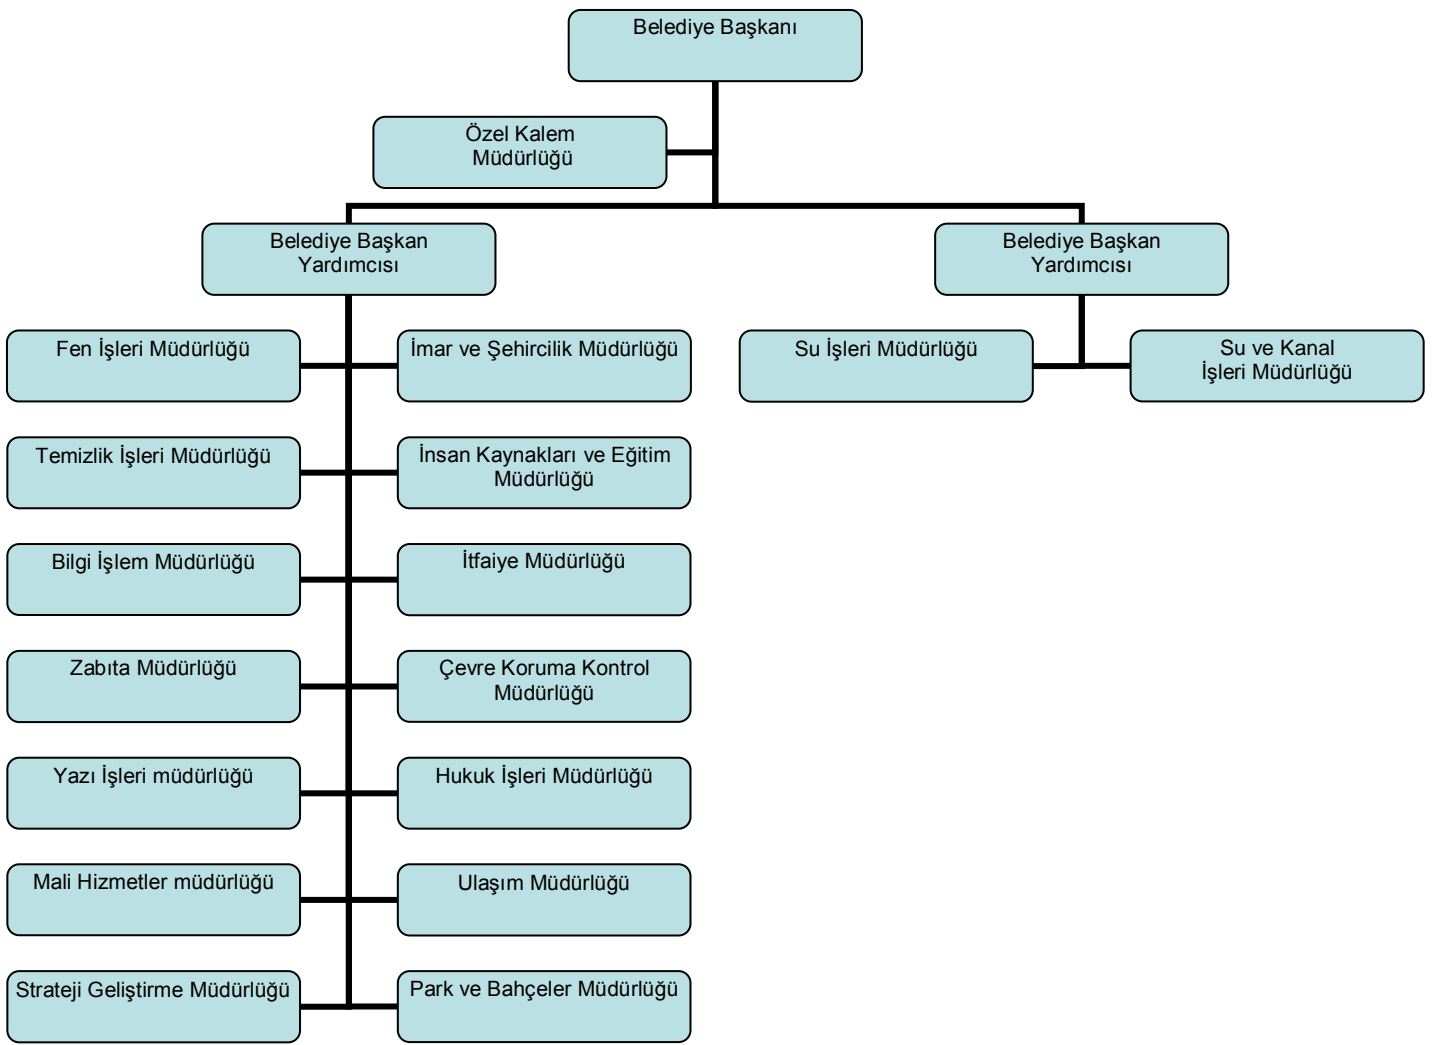 Belediye Başkanı
Özel Kalem
Müdürlüğü
Belediye Başkan
Yardımcısı
Belediye Başkan
Yardımcısı
Fen İşleri Müdürlüğü
İmar ve Şehircilik Müdürlüğü
Su İşleri Müdürlüğü
Su ve Kanal
İşleri Müdürlüğü
Temizlik İşleri Müdürlüğü
İnsan Kaynakları ve Eğitim
Müdürlüğü
Bilgi İşlem Müdürlüğü
İtfaiye Müdürlüğü
Zabıta Müdürlüğü
Çevre Koruma Kontrol
Müdürlüğü
Yazı İşleri müdürlüğü
Hukuk İşleri Müdürlüğü
Mali Hizmetler müdürlüğü
Ulaşım Müdürlüğü
Strateji Geliştirme Müdürlüğü
Park ve Bahçeler Müdürlüğü